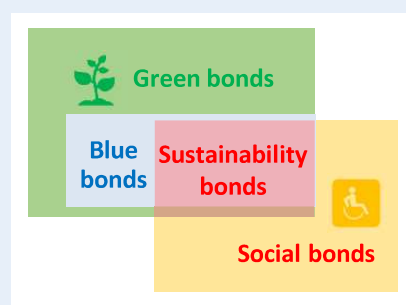 Green bonds
Blue
bonds
Sustainability
bonds
Social bonds